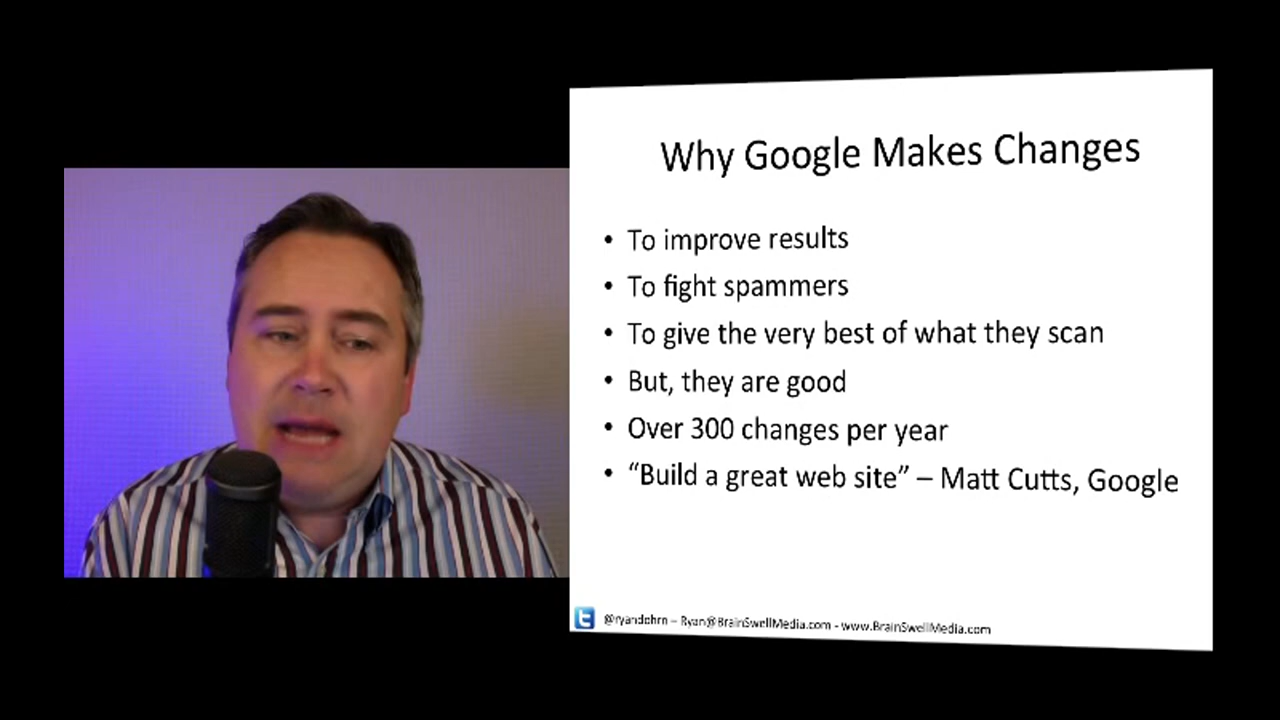 Why Google Makes Changes
• To improve results
• To fight spammers
• To give the very best of what they scan
• But, they are good
• Over 300 changes per year
• “Build a great web site” – Matt Cutts, Google
@ryandohrn – Ryan@BrainSwellMedia.com - www.BrainSwellMedia.com